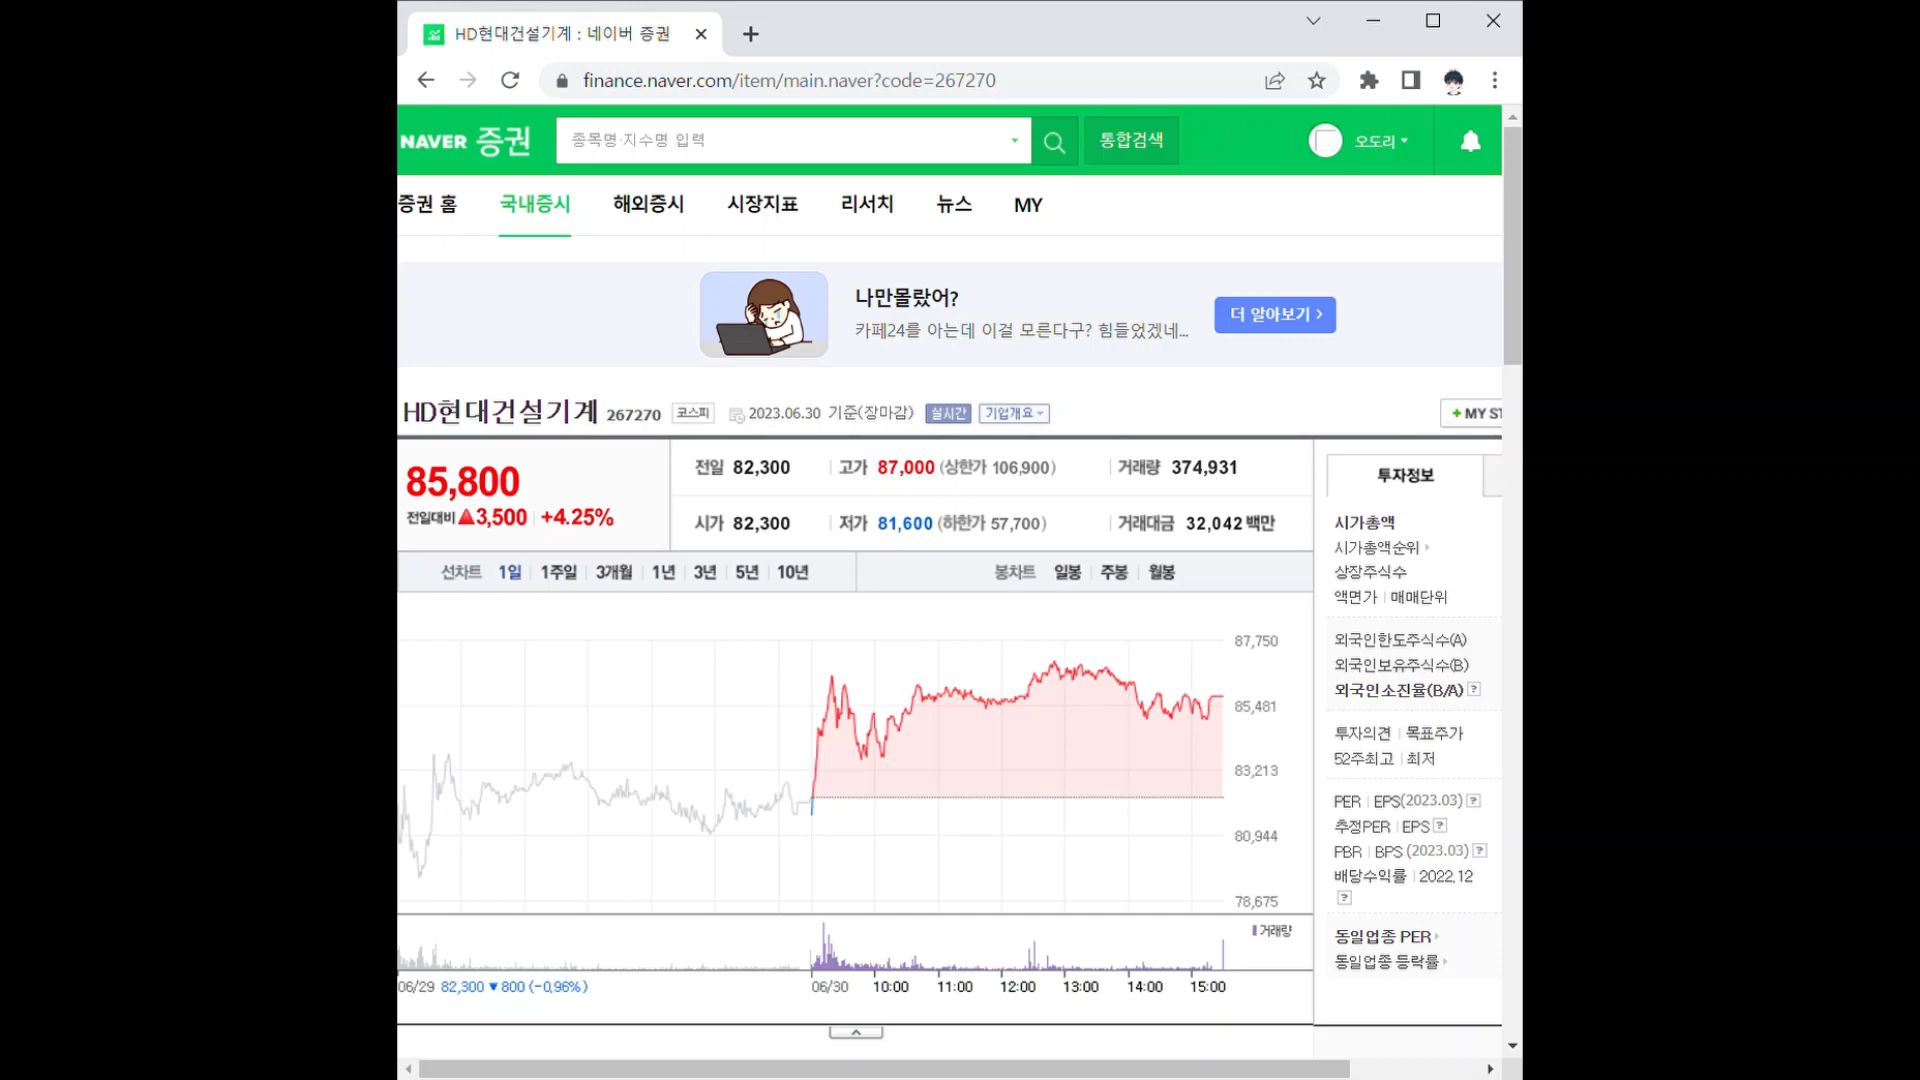 HD현대건설기계 : 네이버 증권
finance.naver.com/item/main.naver?code=267270
NAVER 증권
종목명·지수명 입력
통합검색
오도리
증권 홈 국내증시 해외증시 시장지표 리서치 뉴스 MY
나만몰랐어?
카페24를 아는데 이걸 모른다구? 힘들었겠네...
더 알아보기 >
HD현대건설기계 267270 코스피 2023.06.30 기준(장마감) 실시간 기업개요 + MY ST
85,800
전일대비 ▲3,500 +4.25%
전일 82,300 고가 87,000 (상한가 106,900) 거래량 374,931
시가 82,300 저가 81,600 (하한가 57,700) 거래대금 32,042 백만
선차트 1일 1주일 3개월 1년 3년 5년 10년 봉차트 일봉 주봉 월봉
87,750
85,481
83,213
80,944
78,675
거래량
06/29 82,300 ▼ 800 (-0.96%) 06/30 10:00 11:00 12:00 13:00 14:00 15:00
투자정보
시가총액
시가총액순위
상장주식수
액면가 | 매매단위
외국인한도주식수(A)
외국인보유주식수(B)
외국인소진율(B/A) ?
투자의견 | 목표주가
52주최고 | 최저
PER | EPS(2023.03) ?
추정PER | EPS ?
PBR | BPS (2023.03) ?
배당수익률 | 2022.12
?
동일업종 PER
동일업종 등락률